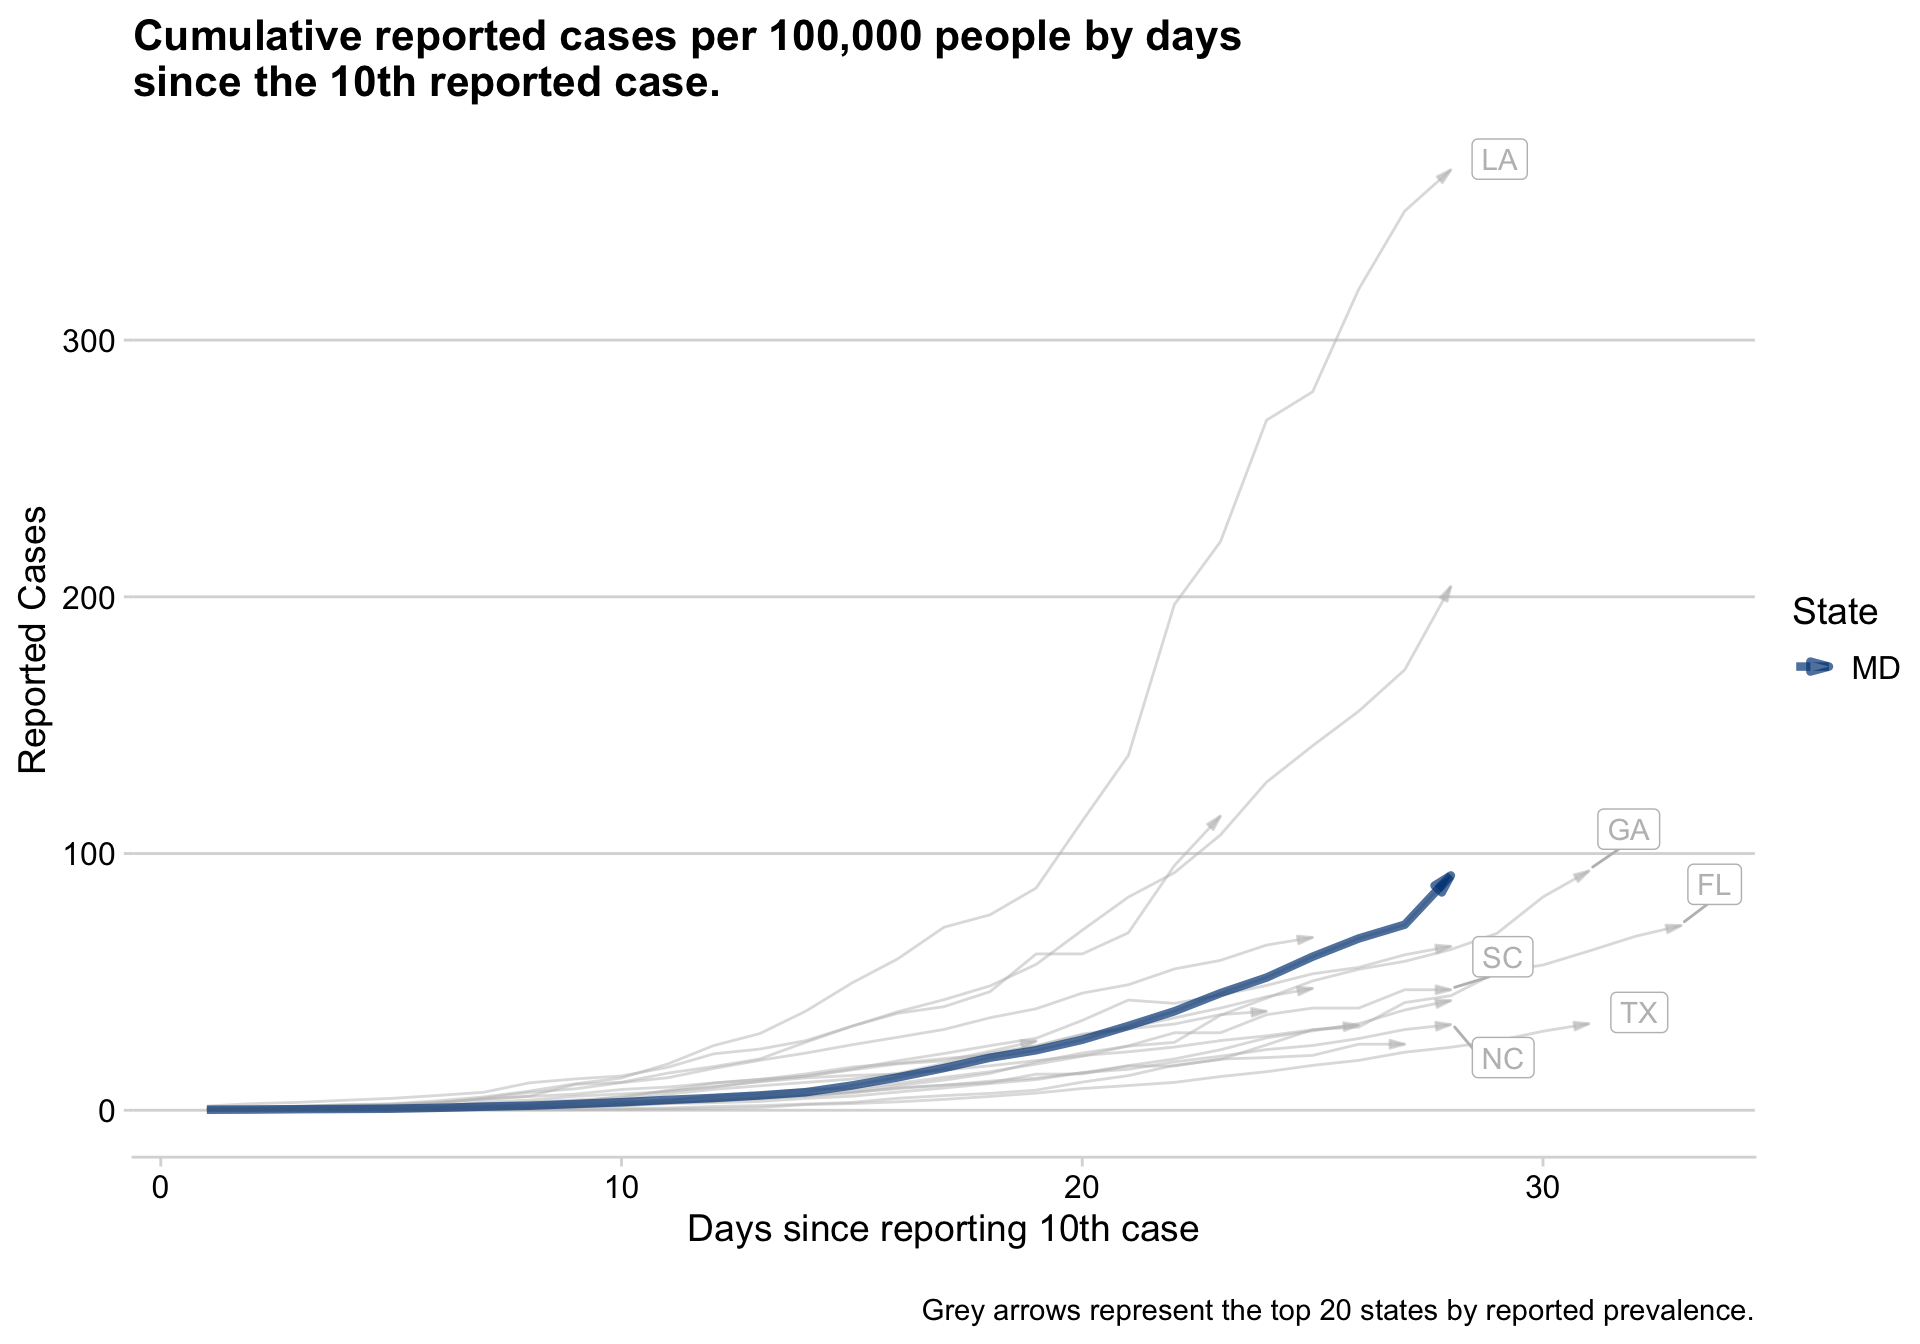 Cumulative reported cases per 100,000 people by days
since the 10th reported case.
LA
300
Reported Cases
200
State
MD
GA
100
FL
SC
TX
NC
0
0 10 20 30
Days since reporting 10th case
Grey arrows represent the top 20 states by reported prevalence.